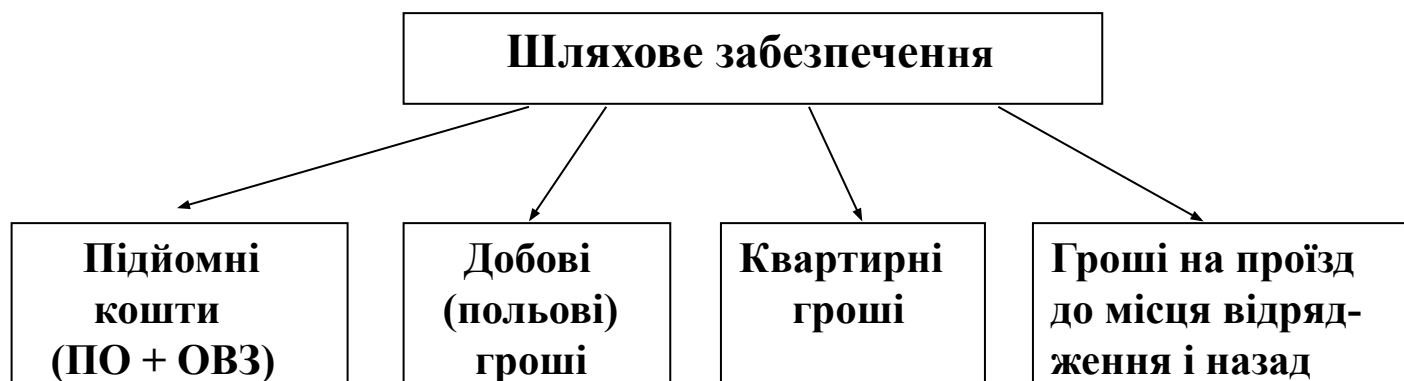 Шляхове забезпечення
Підйомні
кошти
(ПО + ОВЗ)
Добові
(польові)
гроші
Квартирні
гроші
Гроші на проїзд
до місця відряд-
ження і назад